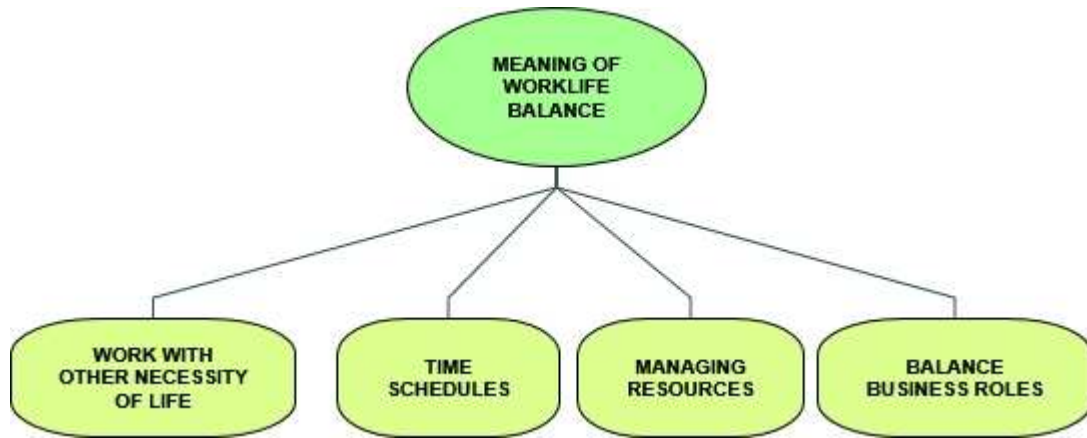 MEANING OF
WORKLIFE
BALANCE
WORK WITH
OTHER NECESSITY
OF LIFE
TIME
SCHEDULES
MANAGING
RESOURCES
BALANCE
BUSINESS ROLES